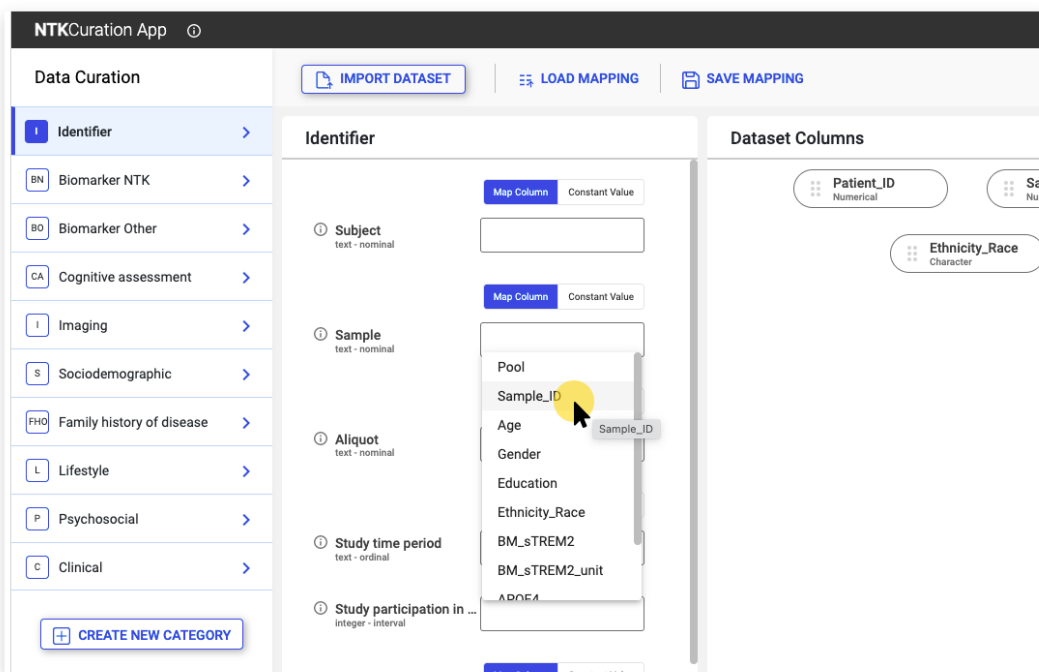 NTKCuration App
Data Curation
IMPORT DATASET
LOAD MAPPING
SAVE MAPPING
I Identifier
BN Biomarker NTK
BO Biomarker Other
CA Cognitive assessment
I Imaging
S Sociodemographic
FHO Family history of disease
L Lifestyle
P Psychosocial
C Clinical
CREATE NEW CATEGORY
Identifier
Map Column Constant Value
Subject
text - nominal
Map Column Constant Value
Sample
text - nominal
Pool
Sample_ID
Age
Gender
Education
Ethnicity_Race
BM_sTREM2
BM_sTREM2_unit
APOE4
Sample_ID
Aliquot
text - nominal
Study time period
text - ordinal
Study participation in ...
integer - interval
Dataset Columns
Patient_ID
Numerical
Sa
Nu
Ethnicity_Race
Character